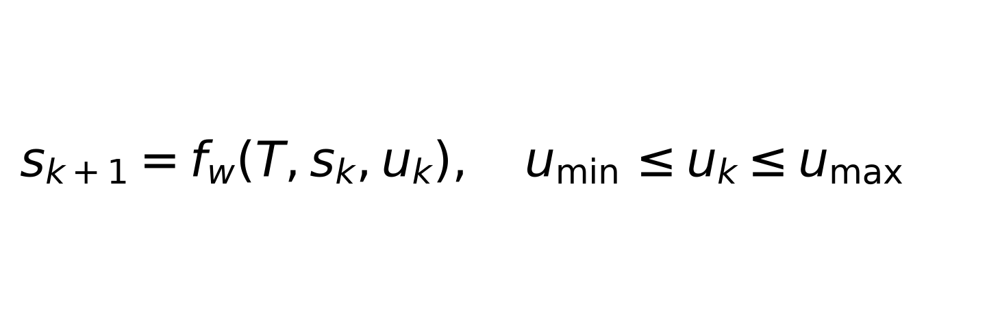 s_{k+1} = f_w(T, s_k, u_k),    u_min ≤ u_k ≤ u_max